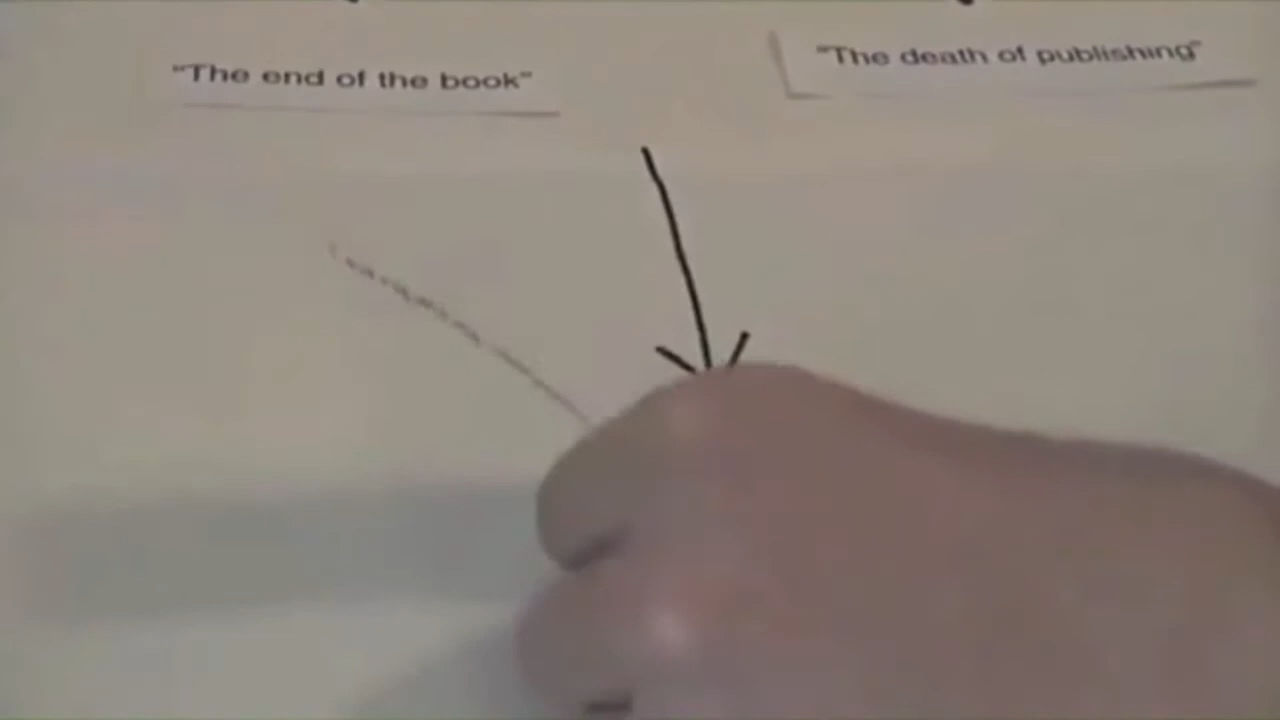 "The end of the book"
"The death of publishing"